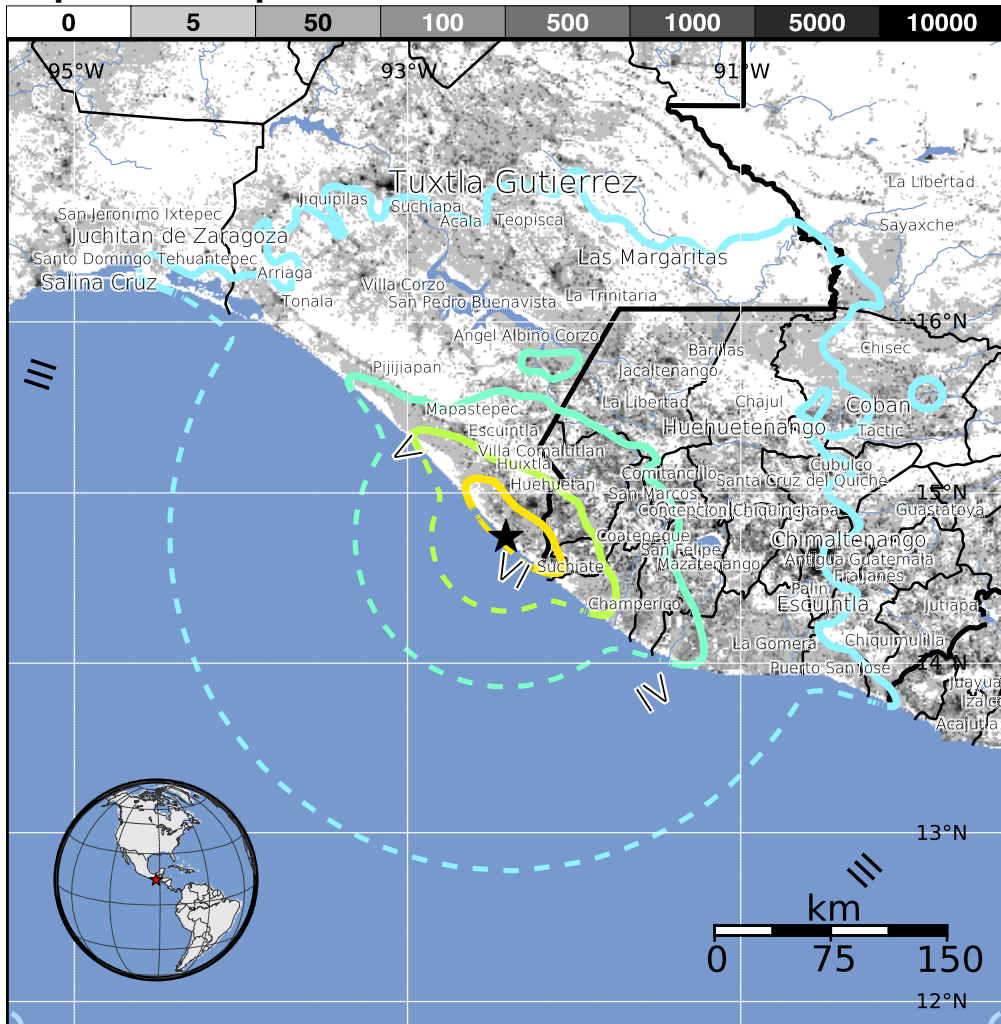 0 5 50 100 500 1000 5000 10000
95°W 93°W 91°W
Tuxtla Gutierrez
La Libertad
Jiquipilas
Suchiapa
San Jeronimo Ixtepec
Acala Teopisca
Sayaxche
Juchitan de Zaragoza
Santo Domingo Tehuantepec
Las Margaritas
Salina Cruz
Arriaga
Villa Corzo
Tonala
San Pedro Buenavista
La Trinitaria
16°N
Angel Albino Corzo
Barillas
Chisec
III
Pijijiapan
Jacaltenango
Mapastepec
La Libertad
Chajul
Coban
Escuintla
Huehuetenango
Tactic
V
Villa Comaltitlan
Huixtla
Cubulco
Comitancillo
Huehuetan
Santa Cruz del Quiche
15°N
San Marcos
Concepcion Chiquirichapa
Guastatoya
Coatepeque
Chimaltenango
San Felipe
Antigua Guatemala
Suchiate
Mazatenango
Fraijanes
VI
Palin
Champerico
Escuintla
Jutiapa
La Gomera
Chiquimulilla
14°N
Puerto San Jose
Juayua
IV
Izalco
Acajutla
13°N
III
km
0 75 150
12°N